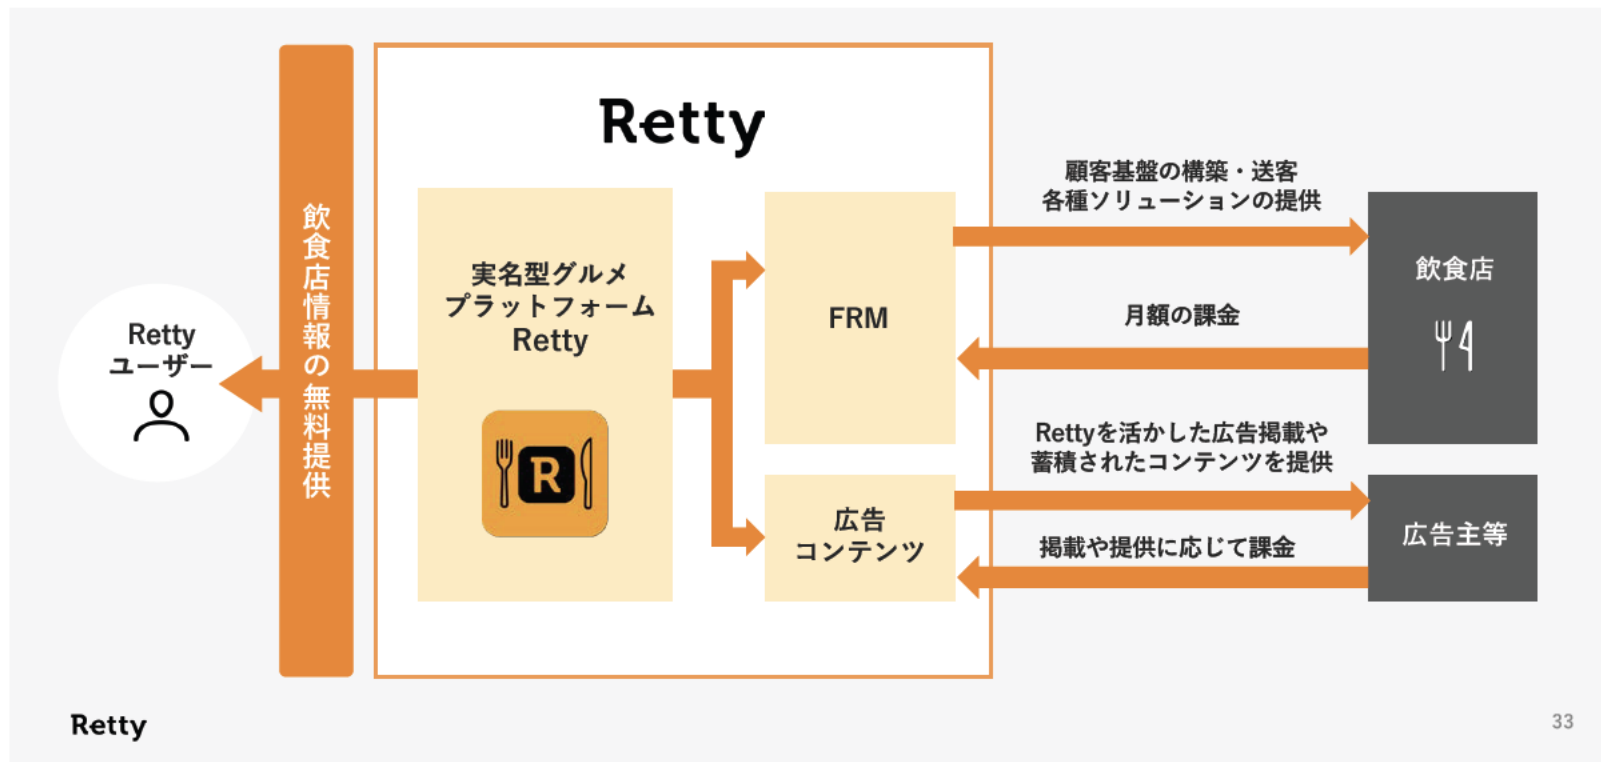 Retty
飲食店情報の無料提供
Retty
ユーザー
実名型グルメ
プラットフォーム
Retty
R
FRM
広告
コンテンツ
顧客基盤の構築・送客
各種ソリューションの提供
月額の課金
飲食店
Rettyを活かした広告掲載や
蓄積されたコンテンツを提供
掲載や提供に応じて課金
広告主等
Retty
33